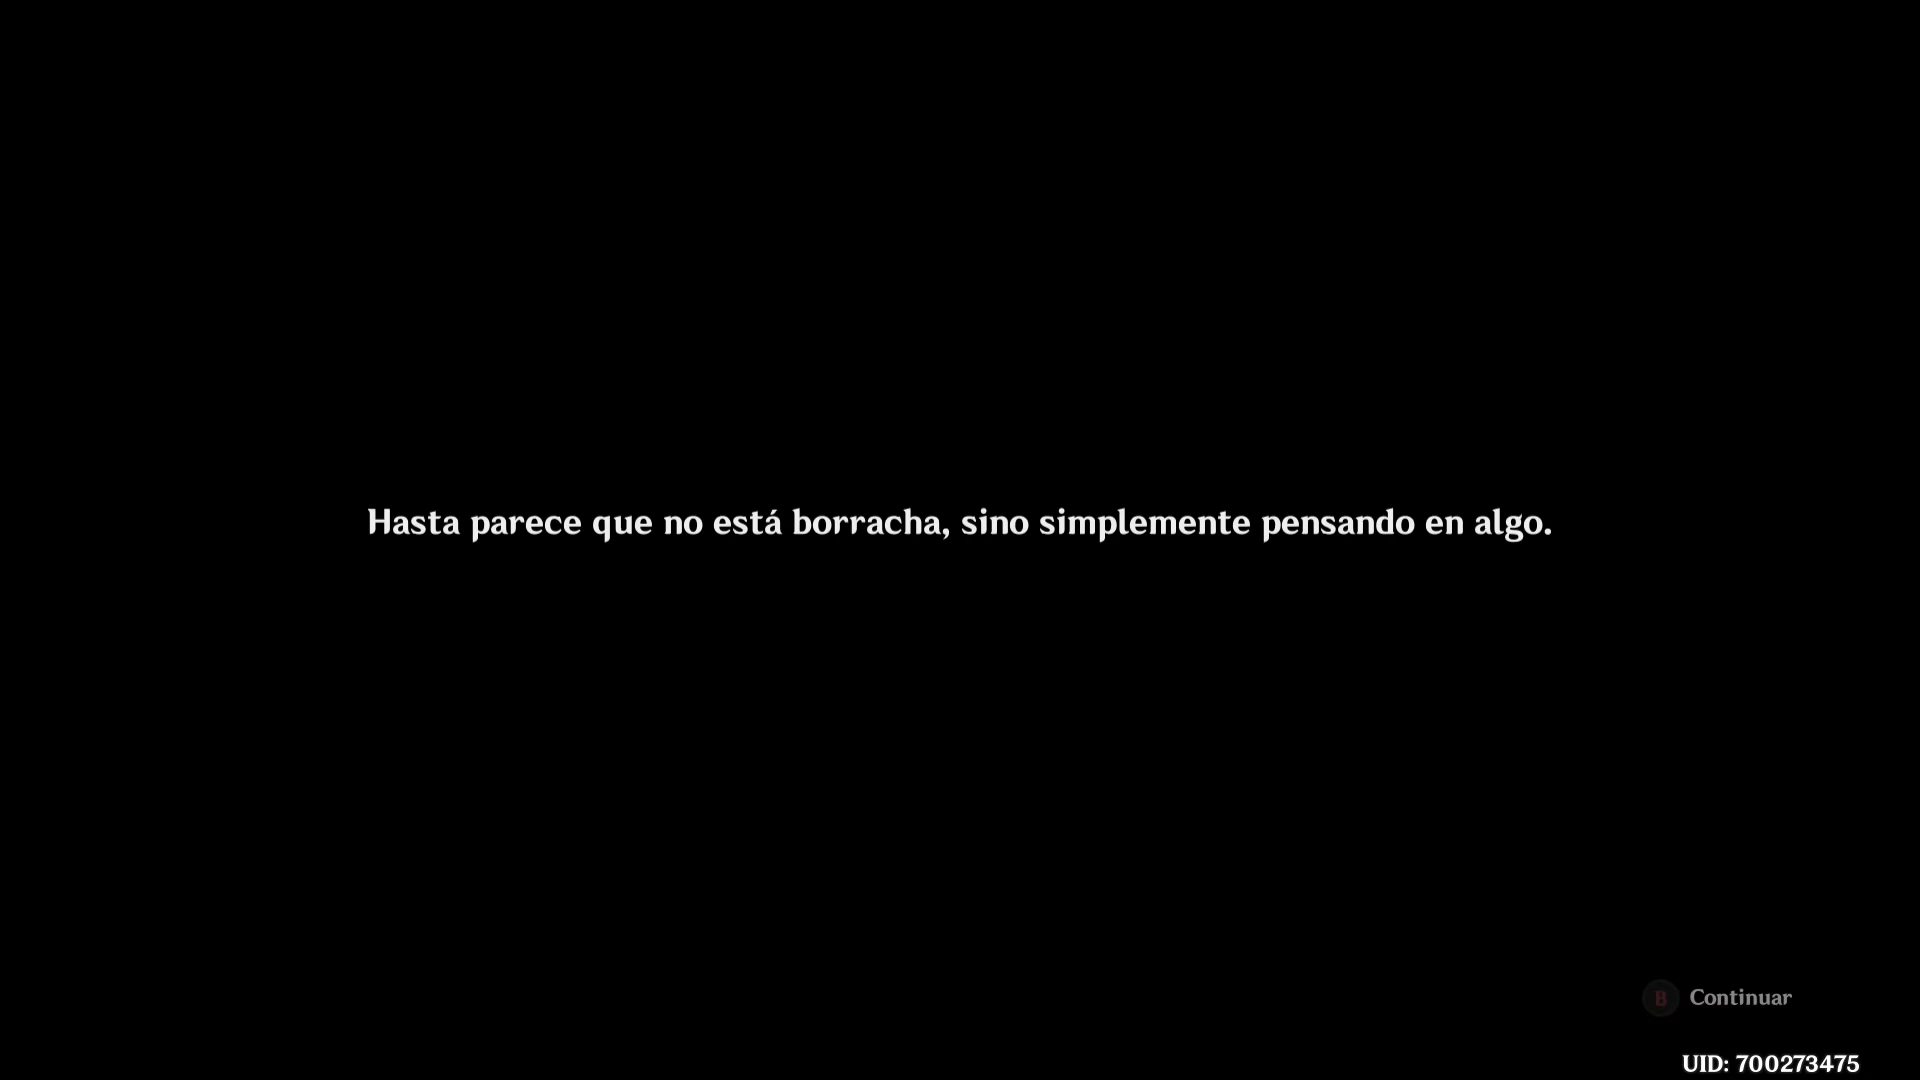 Hasta parece que no está borracha, sino simplemente pensando en algo.
B Continuar
UID: 700273475